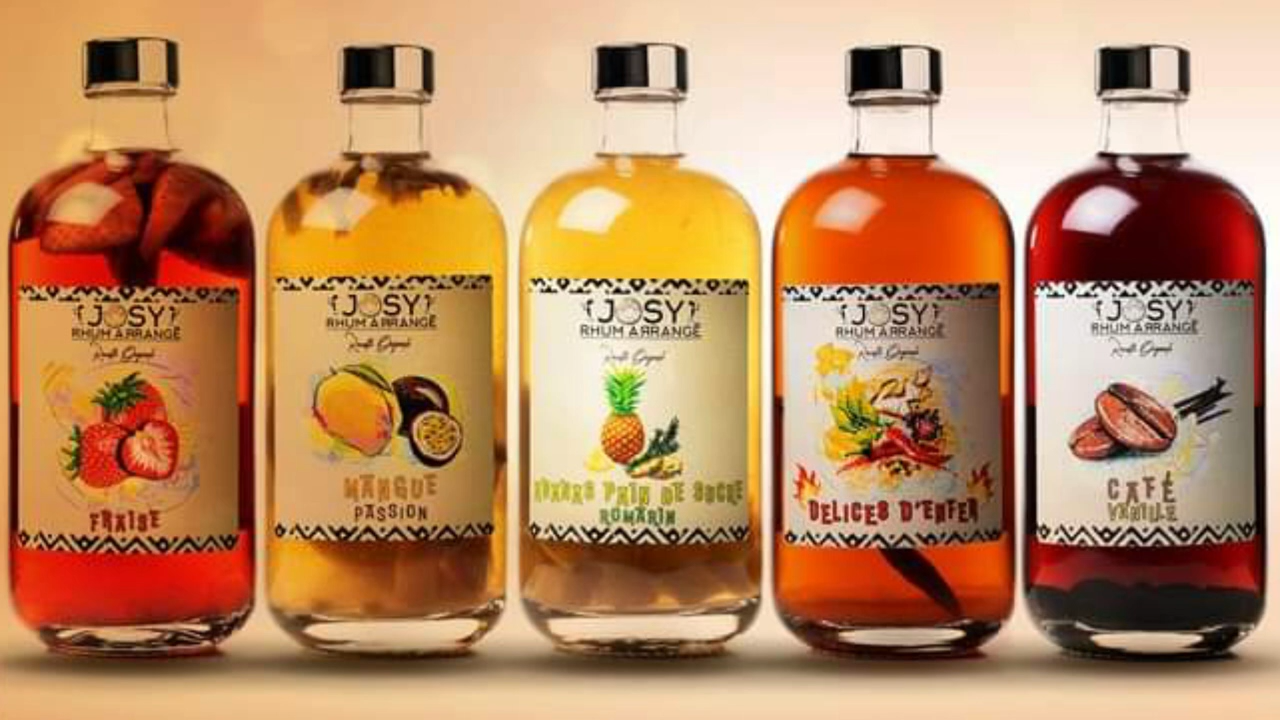 JOSY
RHUM ARRANGÉ
FRAISE
JOSY
RHUM ARRANGÉ
MANGUE
PASSION
JOSY
RHUM ARRANGÉ
ANANAS PAIN DE SUCRE
ROMARIN
JOSY
RHUM ARRANGÉ
DELICES D'ENFER
JOSY
RHUM ARRANGÉ
CAFÉ
VANILLE